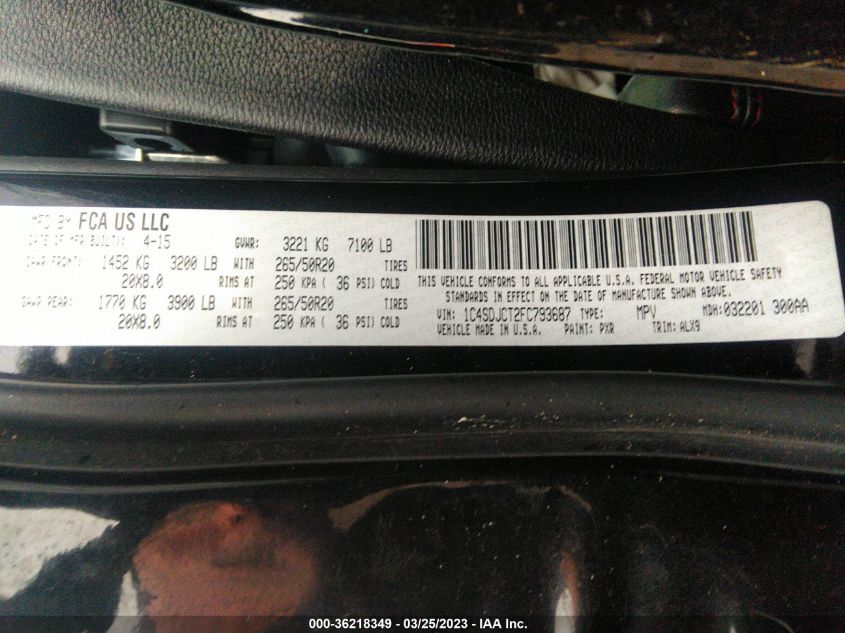 MFD BY FCA US LLC
DATE OF MFR(BUILT): 4-15 GVWR: 3221 KG 7100 LB
GAWR FRONT: 1452 KG 3200 LB WITH 265/50R20 TIRES
20X8.0 RIMS AT 250 KPA ( 36 PSI) COLD
GAWR REAR: 1770 KG 3900 LB WITH 265/50R20 TIRES
20X8.0 RIMS AT 250 KPA ( 36 PSI) COLD
THIS VEHICLE CONFORMS TO ALL APPLICABLE U.S.A. FEDERAL MOTOR VEHICLE SAFETY
STANDARDS IN EFFECT ON THE DATE OF MANUFACTURE SHOWN ABOVE.
VIN: 1C4SDJCT2FC793687 TYPE: MPV MDH: 032201 300AA
VEHICLE MADE IN U.S.A. PAINT: PXR TRIM: ALX9
000-36218349 - 03/25/2023 - IAA Inc.